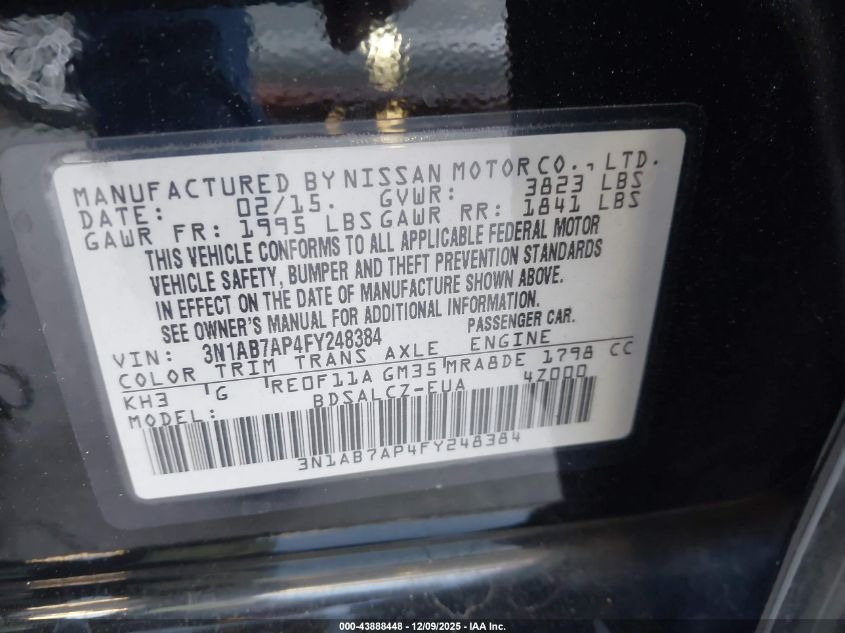 MANUFACTURED BY NISSAN MOTOR CO., LTD.
DATE: 02/15. GVWR: 3823 LBS
GAWR FR: 1995 LBS GAWR RR: 1841 LBS
THIS VEHICLE CONFORMS TO ALL APPLICABLE FEDERAL MOTOR
VEHICLE SAFETY, BUMPER AND THEFT PREVENTION STANDARDS
IN EFFECT ON THE DATE OF MANUFACTURE SHOWN ABOVE.
SEE OWNER'S MANUAL FOR ADDITIONAL INFORMATION.
VIN: 3N1AB7AP4FY248384 PASSENGER CAR.
COLOR TRIM TRANS AXLE ENGINE
KH3 G RE0F11A GM35 MRA8DE 1798 CC
MODEL: BDSALCZ-EUA 4Z000
3N1AB7AP4FY248384
000-43888448 - 12/09/2025 - IAA Inc.